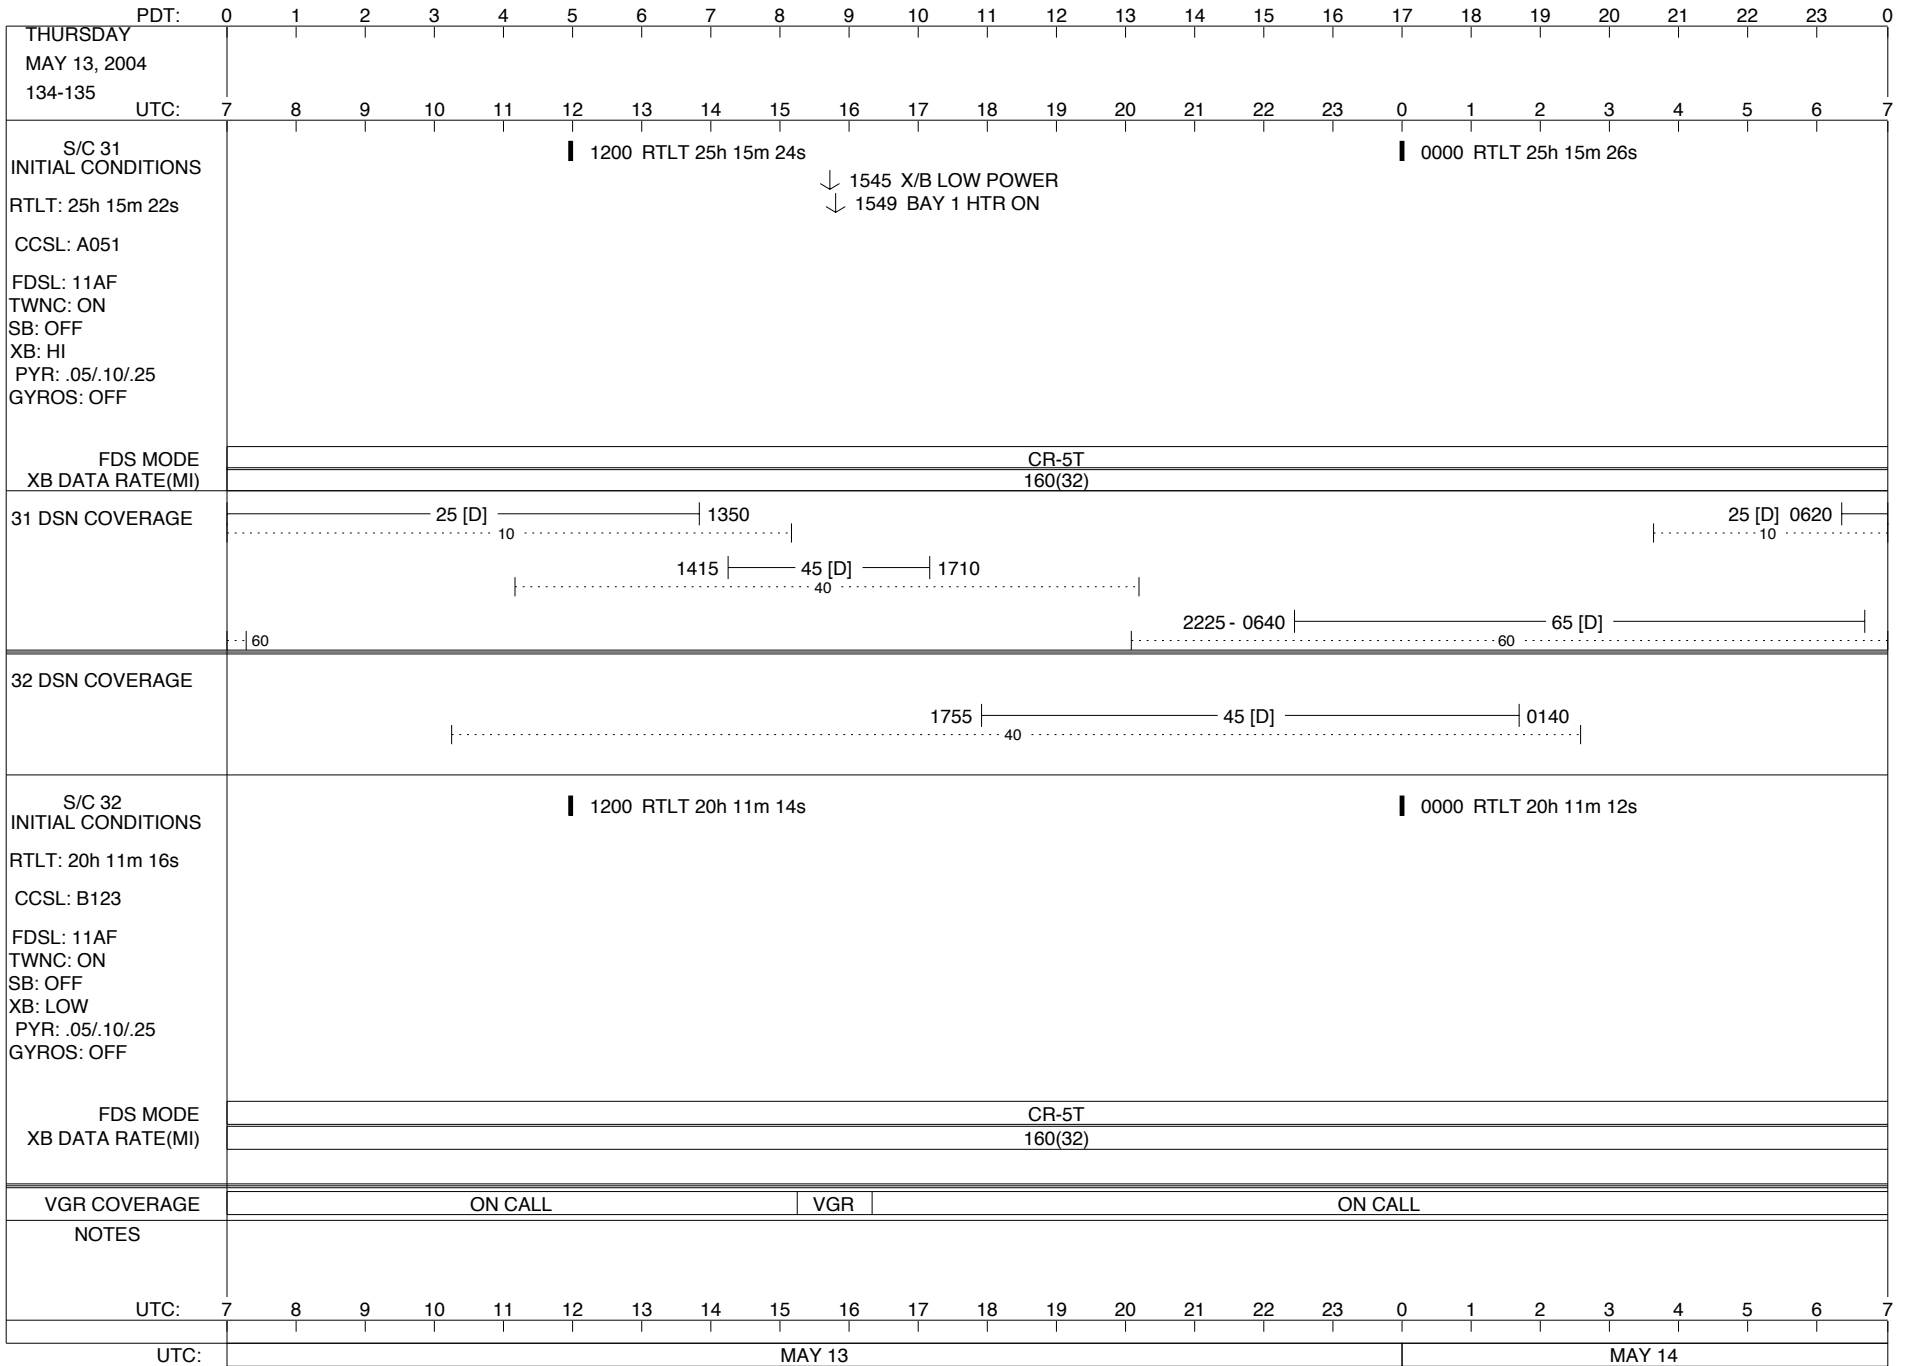 PDT: 0 1 2 3 4 5 6 7 8 9 10 11 12 13 14 15 16 17 18 19 20 21 22 23 0
THURSDAY
MAY 13, 2004
134-135
UTC: 7 8 9 10 11 12 13 14 15 16 17 18 19 20 21 22 23 0 1 2 3 4 5 6 7
S/C 31
INITIAL CONDITIONS
1200 RTLT 25h 15m 24s
0000 RTLT 25h 15m 26s
1545 X/B LOW POWER
1549 BAY 1 HTR ON
RTLT: 25h 15m 22s
CCSL: A051
FDSL: 11AF
TWNC: ON
SB: OFF
XB: HI
PYR: .05/.10/.25
GYROS: OFF
FDS MODE CR-5T
XB DATA RATE(MI) 160(32)
31 DSN COVERAGE 25 [D] 1350 25 [D] 0620
10 10
1415 45 [D] 1710
40
2225 - 0640 65 [D]
60 60
32 DSN COVERAGE
1755 45 [D] 0140
40
S/C 32
INITIAL CONDITIONS
1200 RTLT 20h 11m 14s
0000 RTLT 20h 11m 12s
RTLT: 20h 11m 16s
CCSL: B123
FDSL: 11AF
TWNC: ON
SB: OFF
XB: LOW
PYR: .05/.10/.25
GYROS: OFF
FDS MODE CR-5T
XB DATA RATE(MI) 160(32)
VGR COVERAGE ON CALL VGR ON CALL
NOTES
UTC: 7 8 9 10 11 12 13 14 15 16 17 18 19 20 21 22 23 0 1 2 3 4 5 6 7
UTC: MAY 13 MAY 14